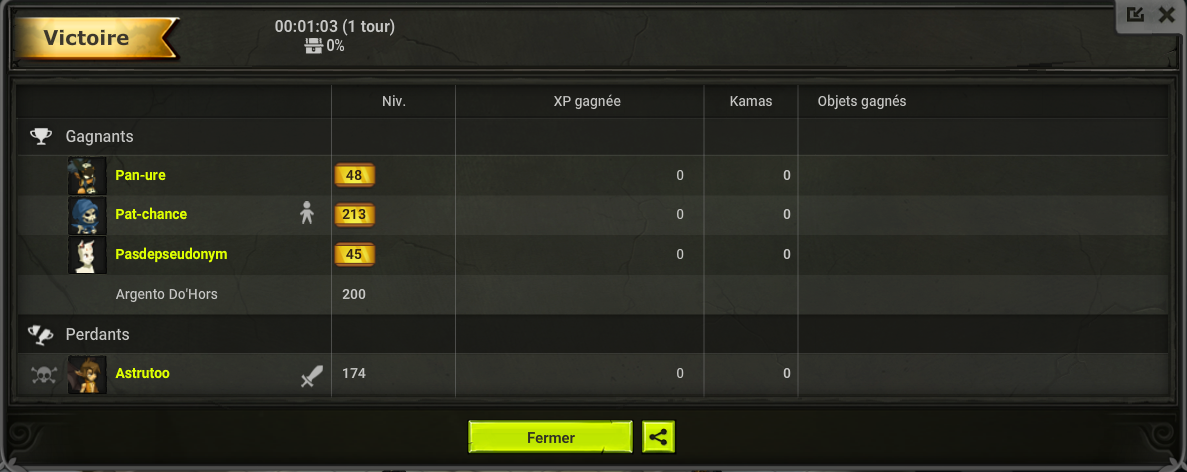 Victoire
00:01:03 (1 tour)
0%
Niv. XP gagnée Kamas Objets gagnés
Gagnants
Pan-ure 48 0 0
Pat-chance 213 0 0
Pasdepseudonym 45 0 0
Argento Do'Hors 200
Perdants
Astrutoo 174 0 0
Fermer